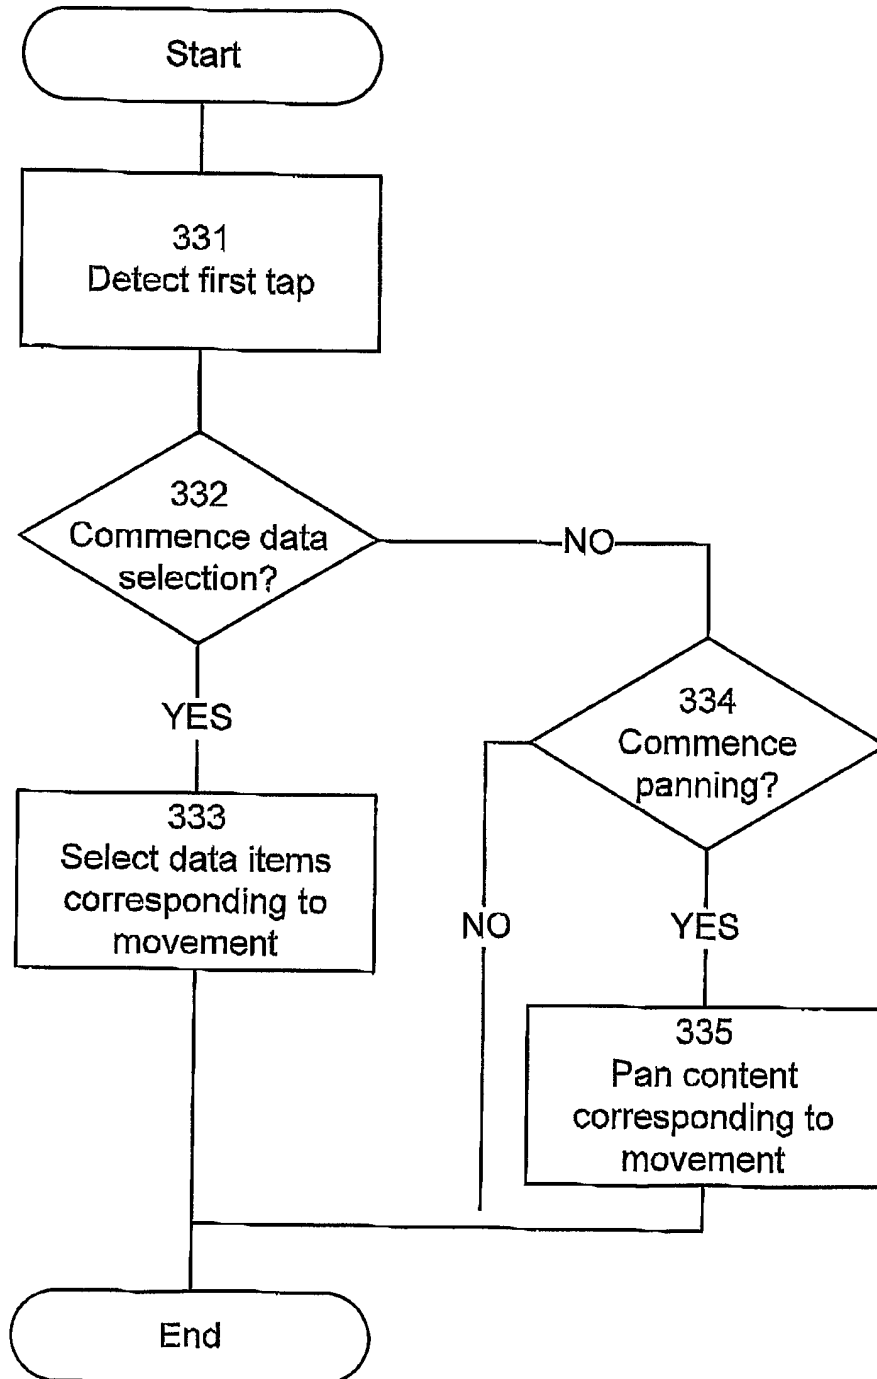 Start
331
Detect first tap
332
Commence data
selection?
NO
YES
334
Commence
panning?
333
Select data items
corresponding to
movement
NO
YES
335
Pan content
corresponding to
movement
End